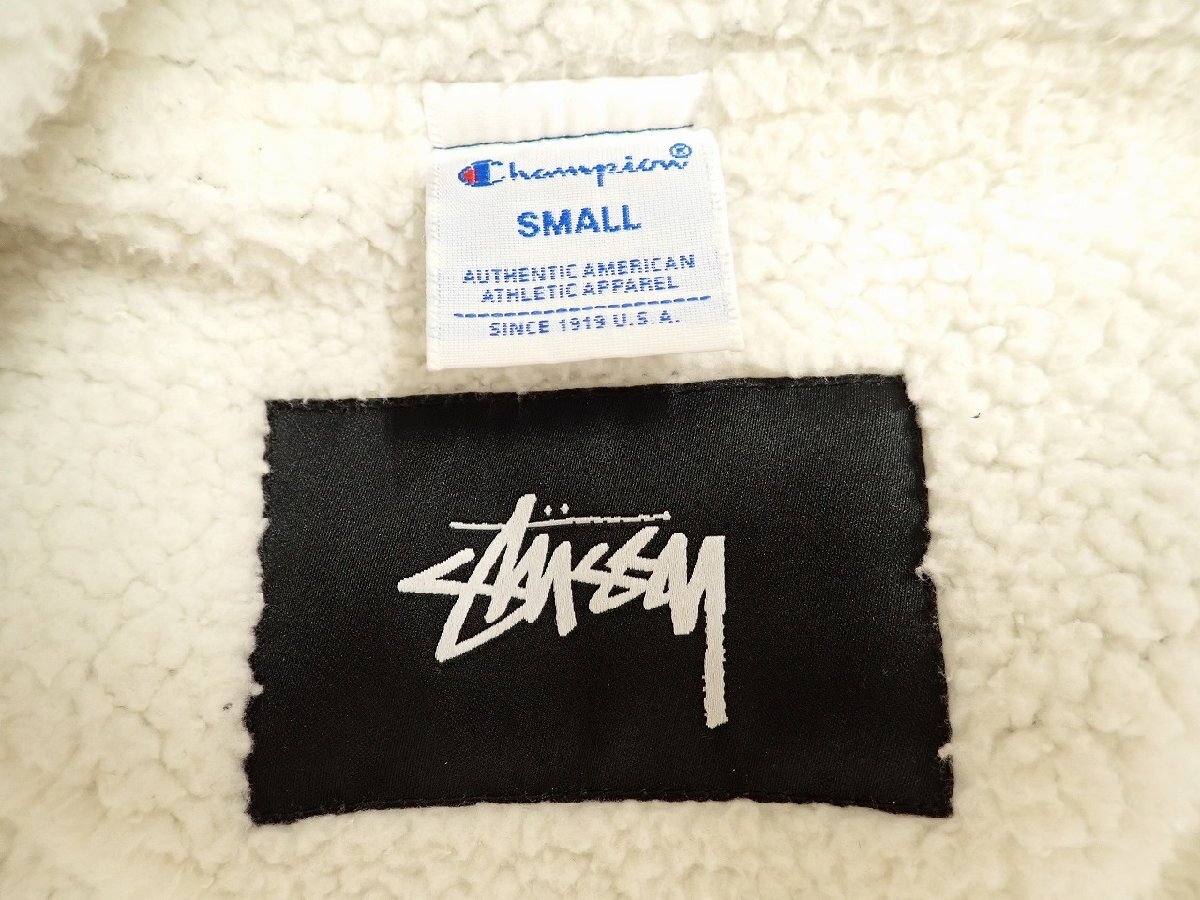 Champion®
SMALL
AUTHENTIC AMERICAN
ATHLETIC APPAREL
SINCE 1919 U.S.A.
Stüssy